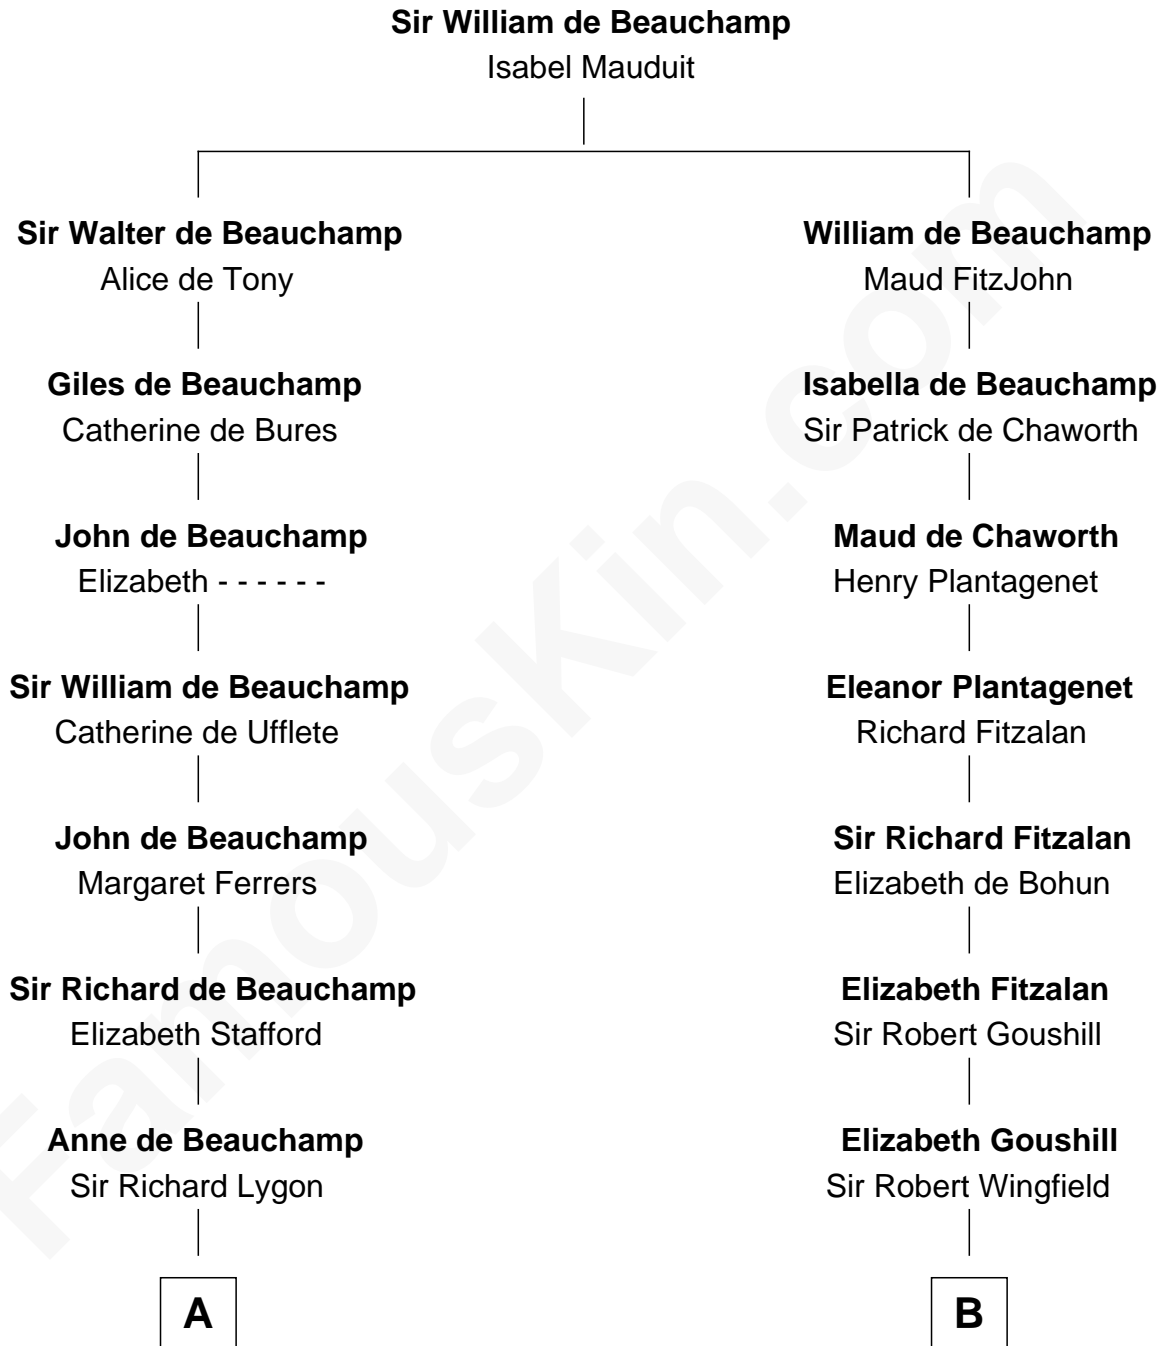 Sir William de Beauchamp
Isabel Mauduit
Sir Walter de Beauchamp
Alice de Tony
William de Beauchamp
Maud FitzJohn
Giles de Beauchamp
Catherine de Bures
Isabella de Beauchamp
Sir Patrick de Chaworth
John de Beauchamp
Elizabeth - - - - - -
Maud de Chaworth
Henry Plantagenet
Sir William de Beauchamp
Catherine de Ufflete
Eleanor Plantagenet
Richard Fitzalan
John de Beauchamp
Margaret Ferrers
Sir Richard Fitzalan
Elizabeth de Bohun
Sir Richard de Beauchamp
Elizabeth Stafford
Elizabeth Fitzalan
Sir Robert Goushill
Anne de Beauchamp
Sir Richard Lygon
Elizabeth Goushill
Sir Robert Wingfield
A
B
FamousKin.com